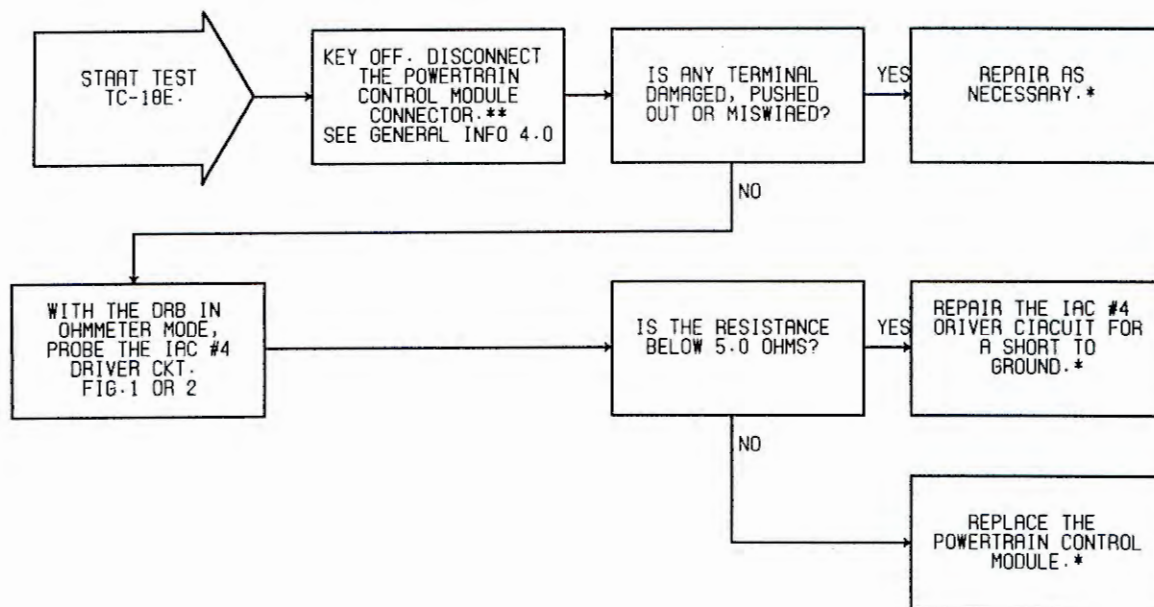 START TEST
TC-18E.
KEY OFF. DISCONNECT
THE POWERTRAIN
CONTROL MODULE
CONNECTOR.**
SEE GENERAL INFO 4.0
IS ANY TERMINAL
DAMAGED, PUSHED
OUT OR MISWIRED?
YES
REPAIR AS
NECESSARY.*
NO
WITH THE DRB IN
OHMMETER MODE,
PROBE THE IAC #4
DRIVER CKT.
FIG.1 OR 2
IS THE RESISTANCE
BELOW 5.0 OHMS?
YES
REPAIR THE IAC #4
DRIVER CIRCUIT FOR
A SHORT TO
GROUND.*
NO
REPLACE THE
POWERTRAIN CONTROL
MODULE.*